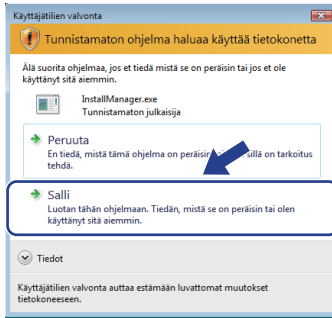 Käyttäjätilien valvonta
Tunnistamaton ohjelma haluaa käyttää tietokonetta
Älä suorita ohjelmaa, jos et tiedä mistä se on peräisin tai jos et ole
käyttänyt sitä aiemmin.
InstallManager.exe
Tunnistamaton julkaisija
Peruuta
En tiedä, mistä tämä ohjelma on peräisin sillä on tarkoitus
tehdä.
Salli
Luotan tähän ohjelmaan. Tiedän, mistä se on peräisin tai olen
käyttänyt sitä aiemmin.
Tiedot
Käyttäjätilien valvonta auttaa estämään luvattomat muutokset
tietokoneeseen.